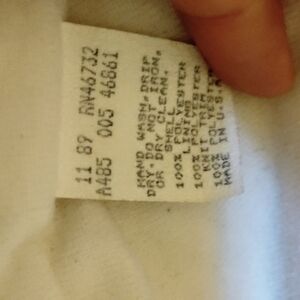 11 89 RN46732
A485 005 46861
HAND WASH. DRIP
DRY. DO NOT IRON.
OR DRY CLEAN.
SHELL
100% POLYESTER
LINING
100% POLYESTER
KNIT TRIM
100% POLYESTER
MADE IN U.S.A.